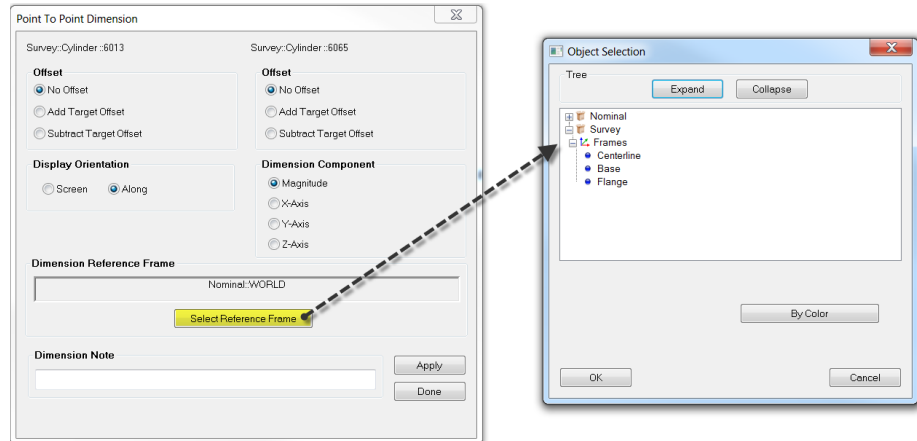 Point To Point Dimension
Survey::Cylinder ::6013
Survey::Cylinder ::6065
Offset
No Offset
Add Target Offset
Subtract Target Offset
Offset
No Offset
Add Target Offset
Subtract Target Offset
Display Orientation
Screen
Along
Dimension Component
Magnitude
X-Axis
Y-Axis
Z-Axis
Dimension Reference Frame
Nominal::WORLD
Select Reference Frame
Dimension Note
Apply
Done
Object Selection
Tree
Expand
Collapse
Nominal
Survey
Frames
Centerline
Base
Flange
By Color
OK
Cancel